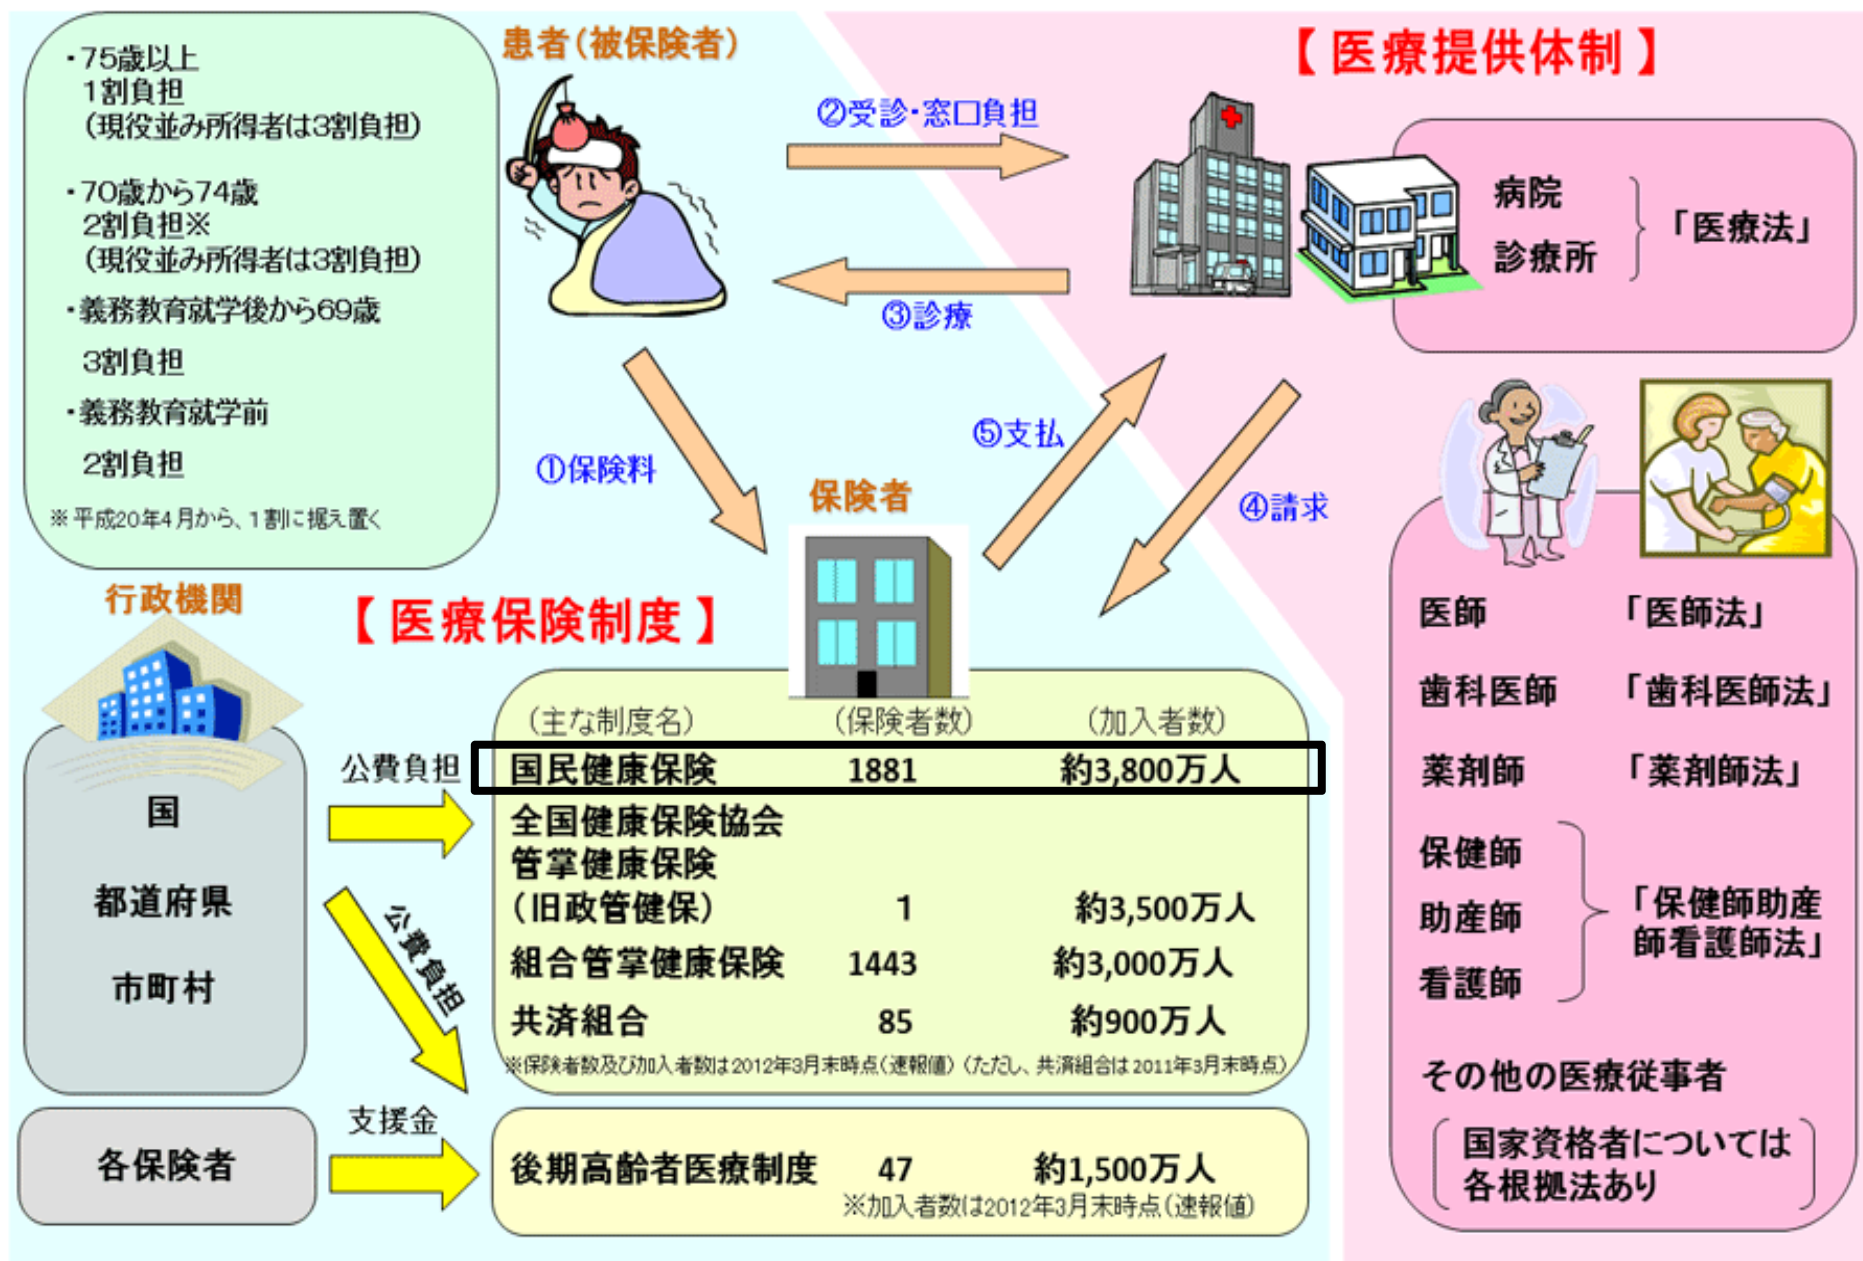 ・75歳以上
1割負担
（現役並み所得者は3割負担）
・70歳から74歳
2割負担※
（現役並み所得者は3割負担）
・義務教育就学後から69歳
3割負担
・義務教育就学前
2割負担
※平成20年4月から、1割に据え置く
患者（被保険者）
②受診・窓口負担
③診療
①保険料
⑤支払
④請求
保険者
【 医療提供体制 】
病院
診療所
「医療法」
医師 「医師法」
歯科医師 「歯科医師法」
薬剤師 「薬剤師法」
保健師
助産師
看護師
「保健師助産
師看護師法」
その他の医療従事者
国家資格者については
各根拠法あり
行政機関
【 医療保険制度 】
国
都道府県
市町村
公費負担
公費負担
（主な制度名） （保険者数） （加入者数）
国民健康保険 1881 約3,800万人
全国健康保険協会
管掌健康保険
（旧政管健保） 1 約3,500万人
組合管掌健康保険 1443 約3,000万人
共済組合 85 約900万人
※保険者数及び加入者数は2012年3月末時点（速報値）（ただし、共済組合は2011年3月末時点）
各保険者
支援金
後期高齢者医療制度 47 約1,500万人
※加入者数は2012年3月末時点（速報値）